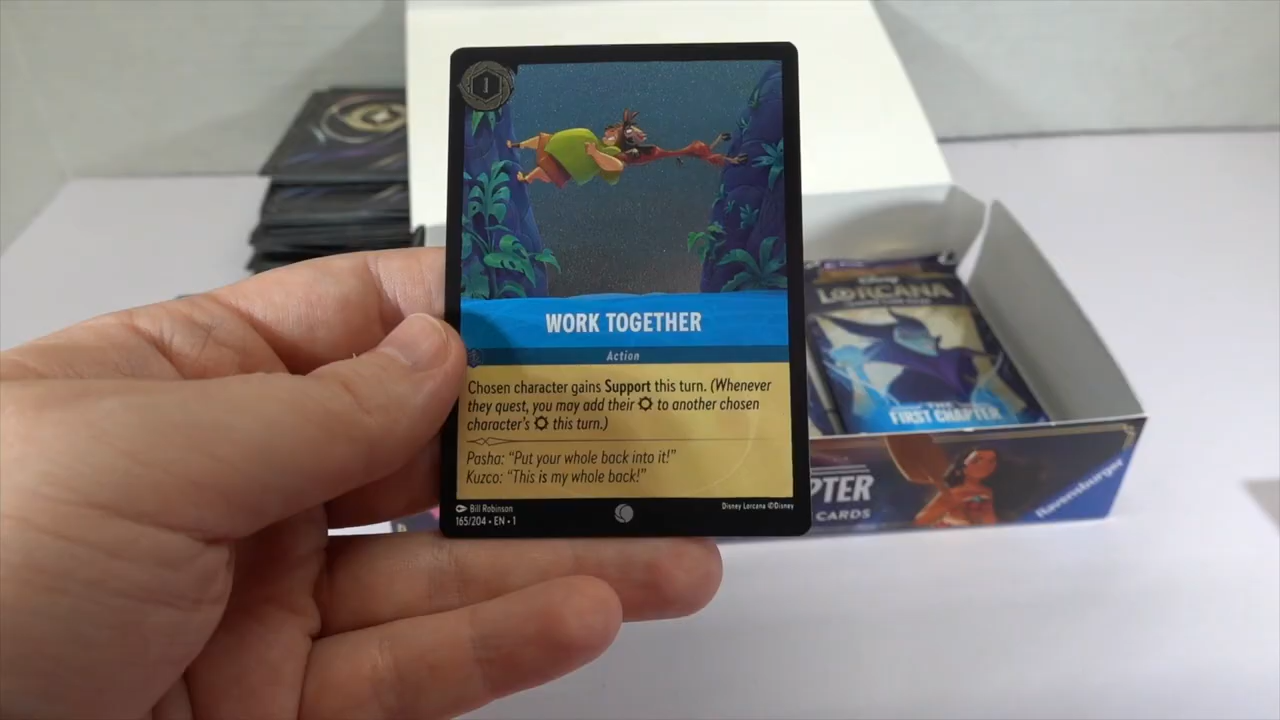 1
WORK TOGETHER
Action
Chosen character gains Support this turn. (Whenever
they quest, you may add their to another chosen
character's this turn.)
Pasha: "Put your whole back into it!"
Kuzco: "This is my whole back!"
Bill Robinson
165/204 • EN • 1
Disney Lorcana ©Disney
LORCANA
THE
FIRST CHAPTER
PTER
CARDS
Ravensburger